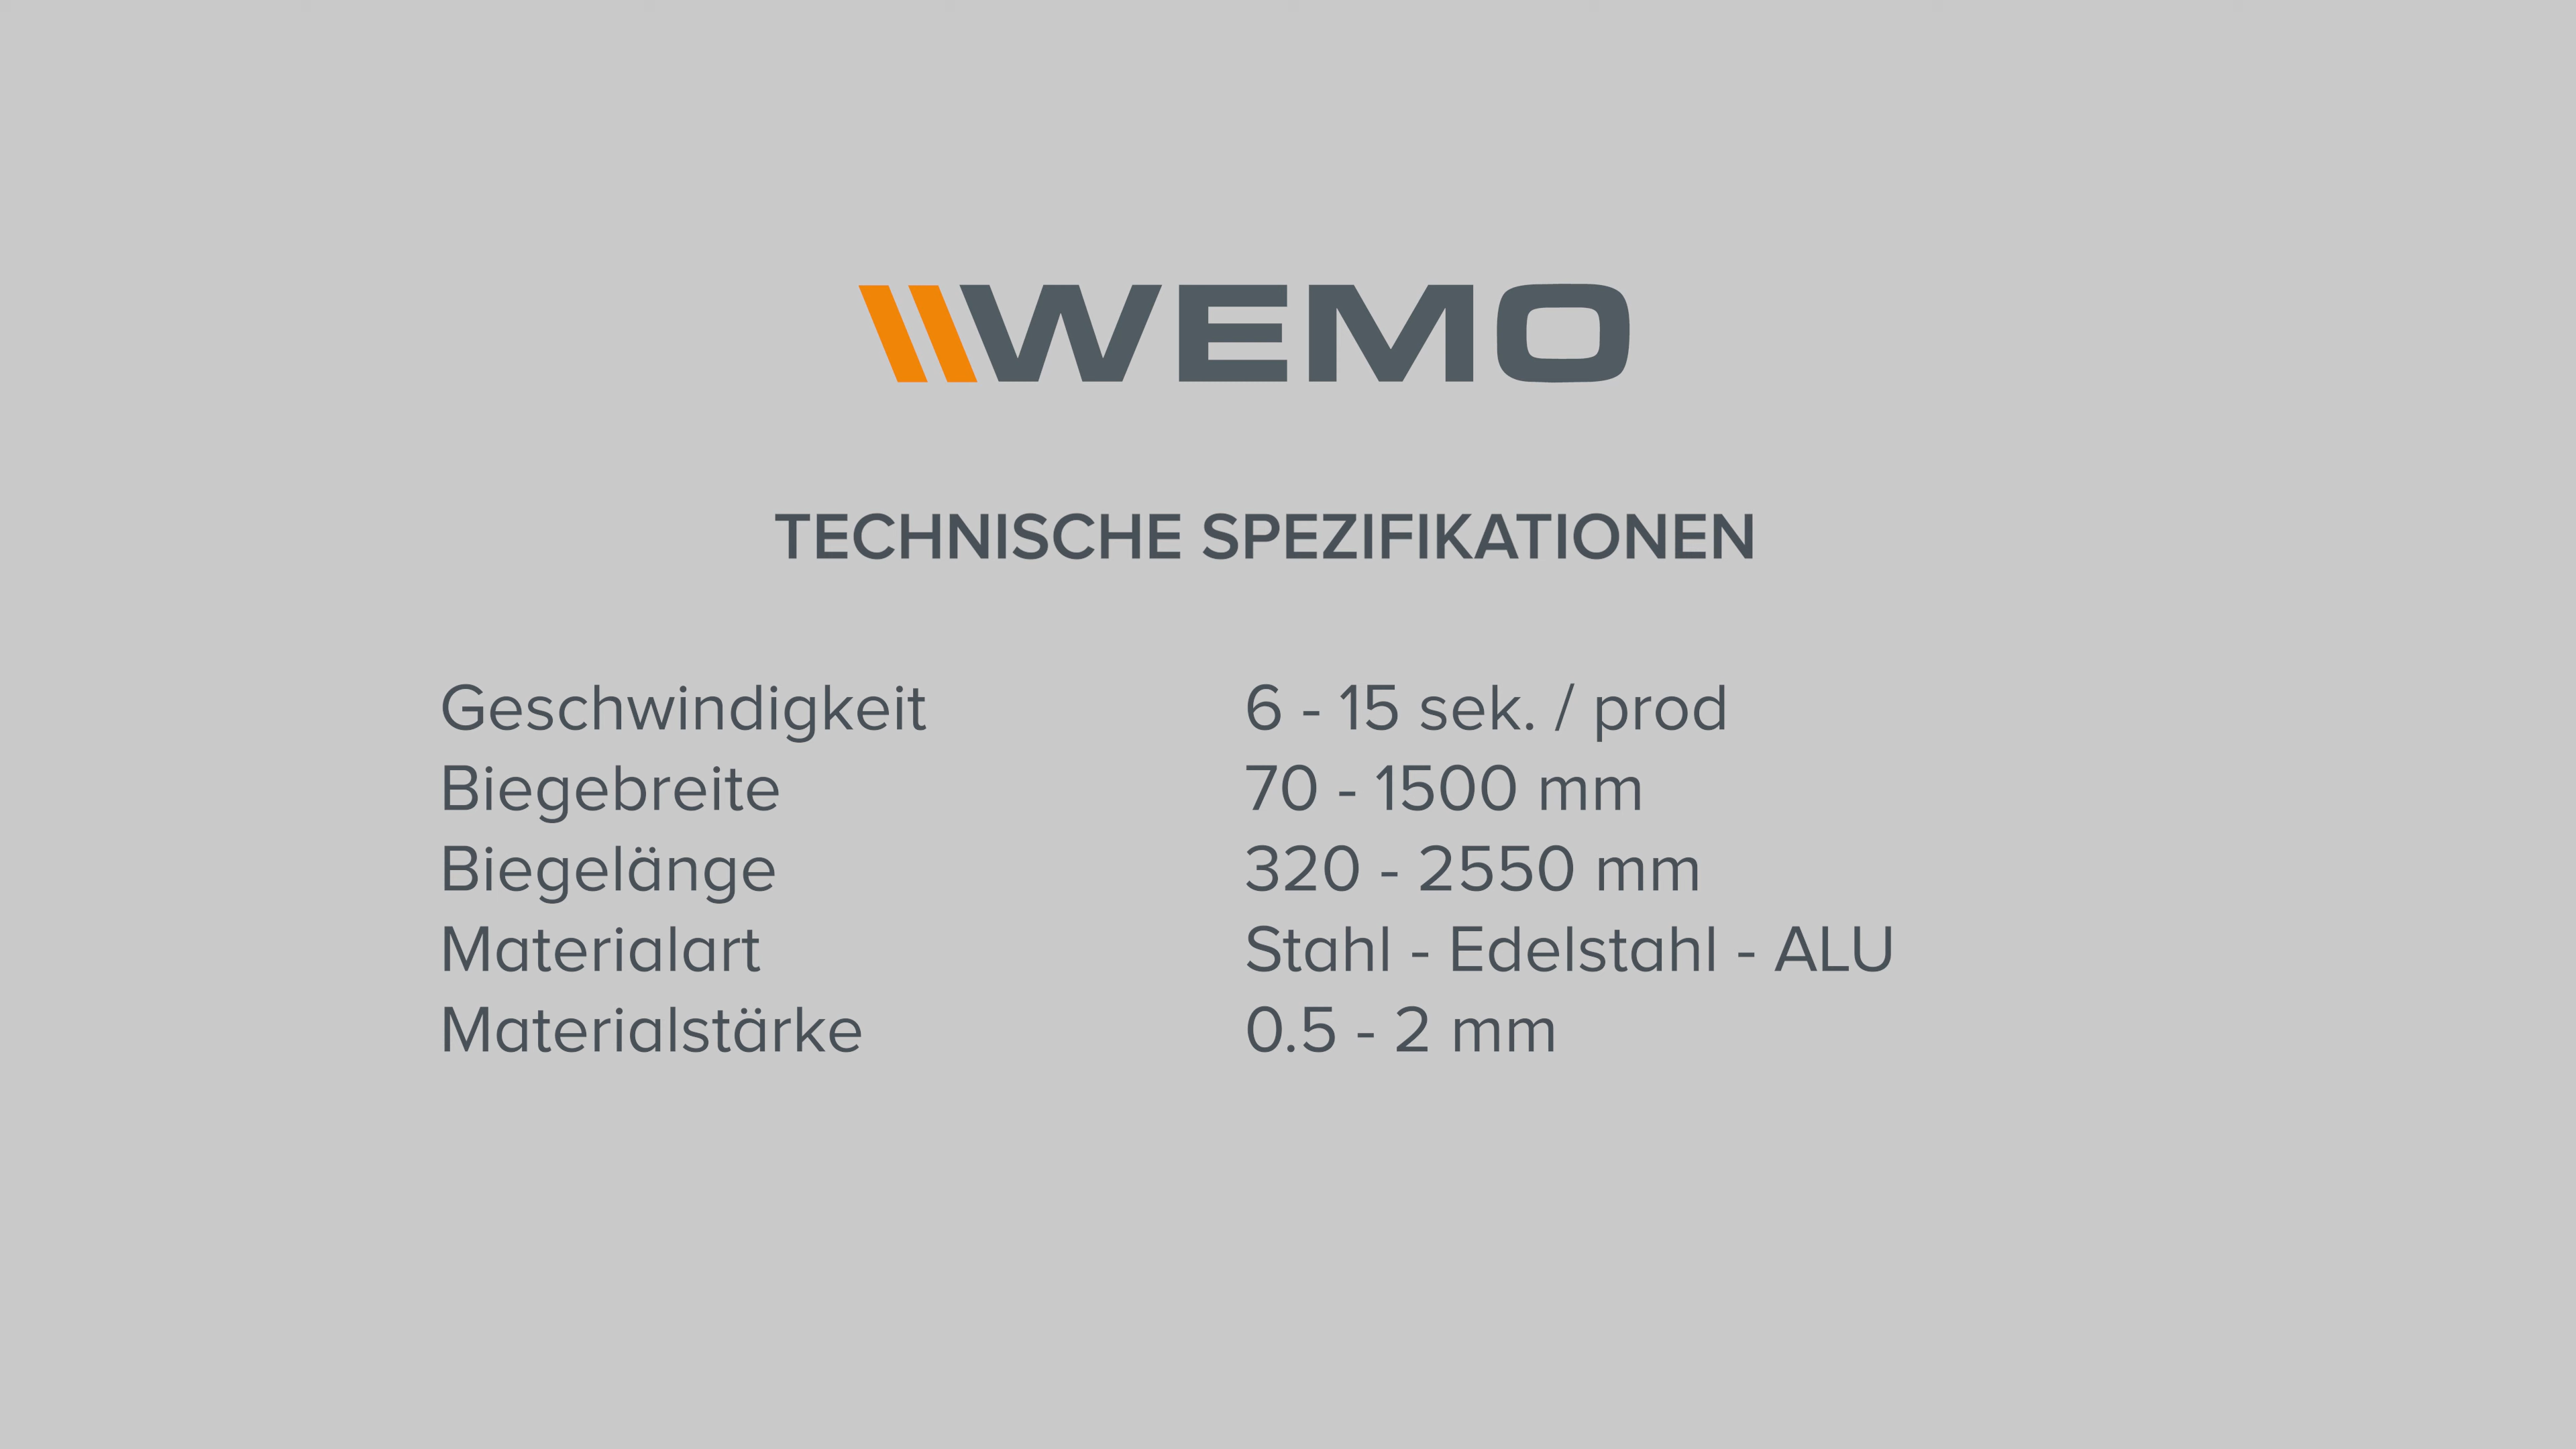 WEMO
TECHNISCHE SPEZIFIKATIONEN
Geschwindigkeit 6 - 15 sek. / prod
Biegebreite 70 - 1500 mm
Biegelänge 320 - 2550 mm
Materialart Stahl - Edelstahl - ALU
Materialstärke 0.5 - 2 mm